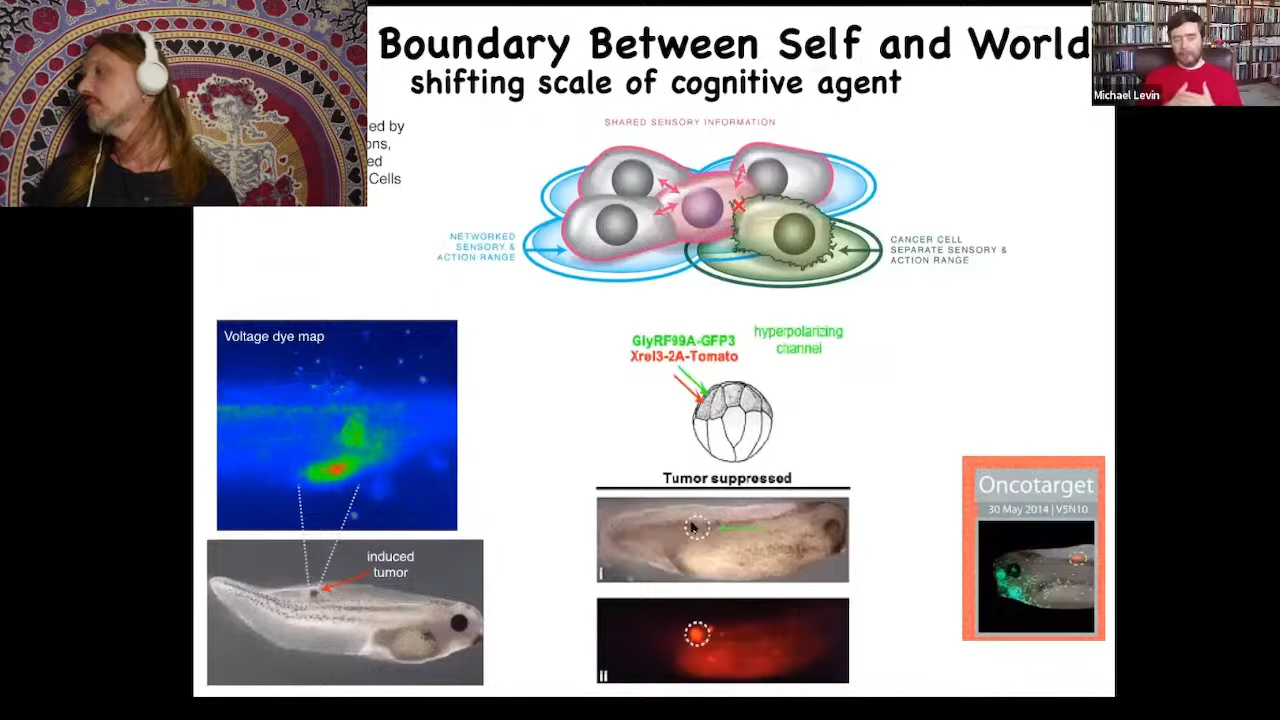 Boundary Between Self and World
shifting scale of cognitive agent
Michael Levin
ed by
ons,
ed
Cells
SHARED SENSORY INFORMATION
NETWORKED
SENSORY &
ACTION RANGE
CANCER CELL
SEPARATE SENSORY &
ACTION RANGE
Voltage dye map
GlyRF99A-GFP3
Xrel3-2A-Tomato
hyperpolarizing
channel
Tumor suppressed
induced
tumor
i
ii
Oncotarget
30 May 2014 | V5N10